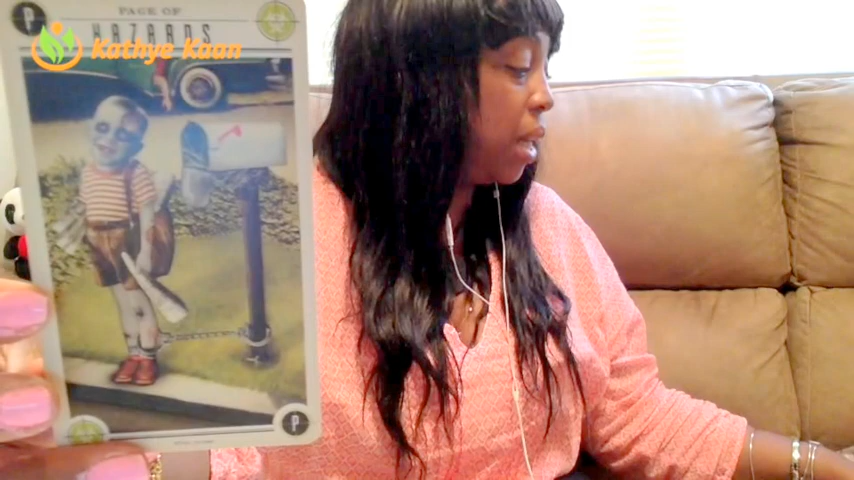 P
PAGE OF
HAZARDS
Kathye Kaan
P